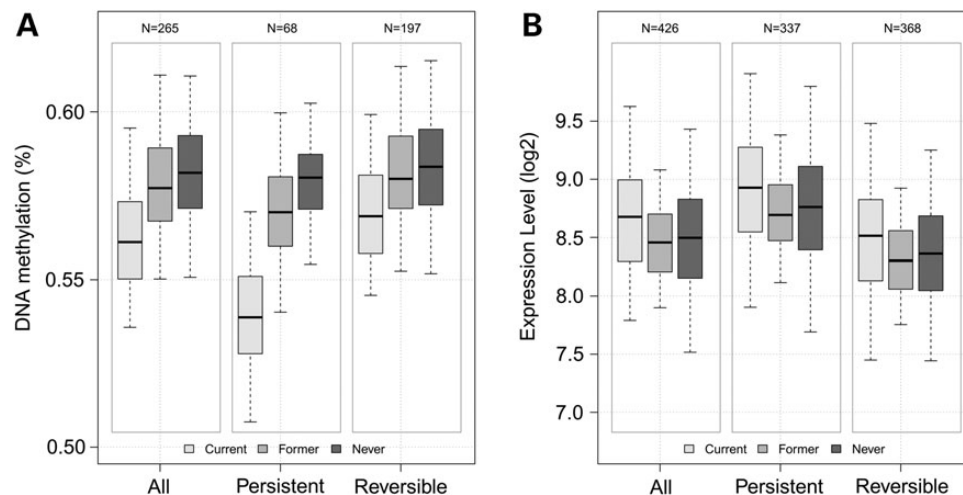 A
N=265
N=68
N=197
DNA methylation (%)
0.60
0.55
0.50
Current
Former
Never
All
Persistent
Reversible
B
N=426
N=337
N=368
Expression Level (log2)
9.5
9.0
8.5
8.0
7.5
7.0
Current
Former
Never
All
Persistent
Reversible